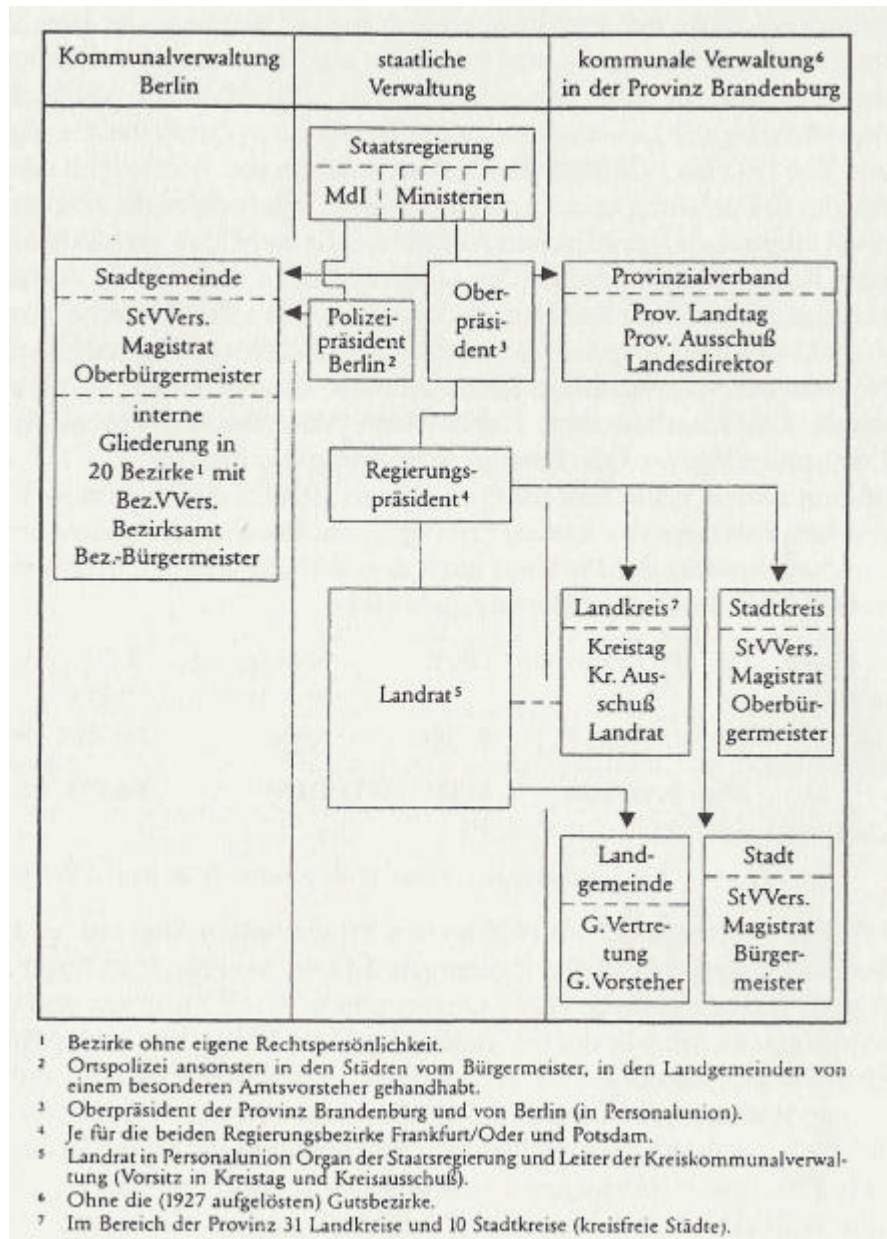 Kommunalverwaltung
Berlin
staatliche
Verwaltung
kommunale Verwaltung⁶
in der Provinz Brandenburg
Staatsregierung
MdI
Ministerien
Stadtgemeinde
StVVers.
Magistrat
Oberbürgermeister
interne
Gliederung in
20 Bezirke¹ mit
Bez.VVers.
Bezirksamt
Bez.-Bürgermeister
Polizei-
präsident
Berlin²
Ober-
präsi-
dent³
Provinzialverband
Prov. Landtag
Prov. Ausschuß
Landesdirektor
Regierungs-
präsident⁴
Landrat⁵
Landkreis⁷
Kreistag
Kr. Aus-
schuß
Landrat
Stadtkreis
StVVers.
Magistrat
Oberbür-
germeister
Land-
gemeinde
G.Vertre-
tung
G.Vorsteher
Stadt
StVVers.
Magistrat
Bürger-
meister
¹ Bezirke ohne eigene Rechtspersönlichkeit.
² Ortspolizei ansonsten in den Städten vom Bürgermeister, in den Landgemeinden von
einem besonderen Amtsvorsteher gehandhabt.
³ Oberpräsident der Provinz Brandenburg und von Berlin (in Personalunion).
⁴ Je für die beiden Regierungsbezirke Frankfurt/Oder und Potsdam.
⁵ Landrat in Personalunion Organ der Staatsregierung und Leiter der Kreiskommunalverwal-
tung (Vorsitz in Kreistag und Kreisausschuß).
⁶ Ohne die (1927 aufgelösten) Gutsbezirke.
⁷ Im Bereich der Provinz 31 Landkreise und 10 Stadtkreise (kreisfreie Städte).